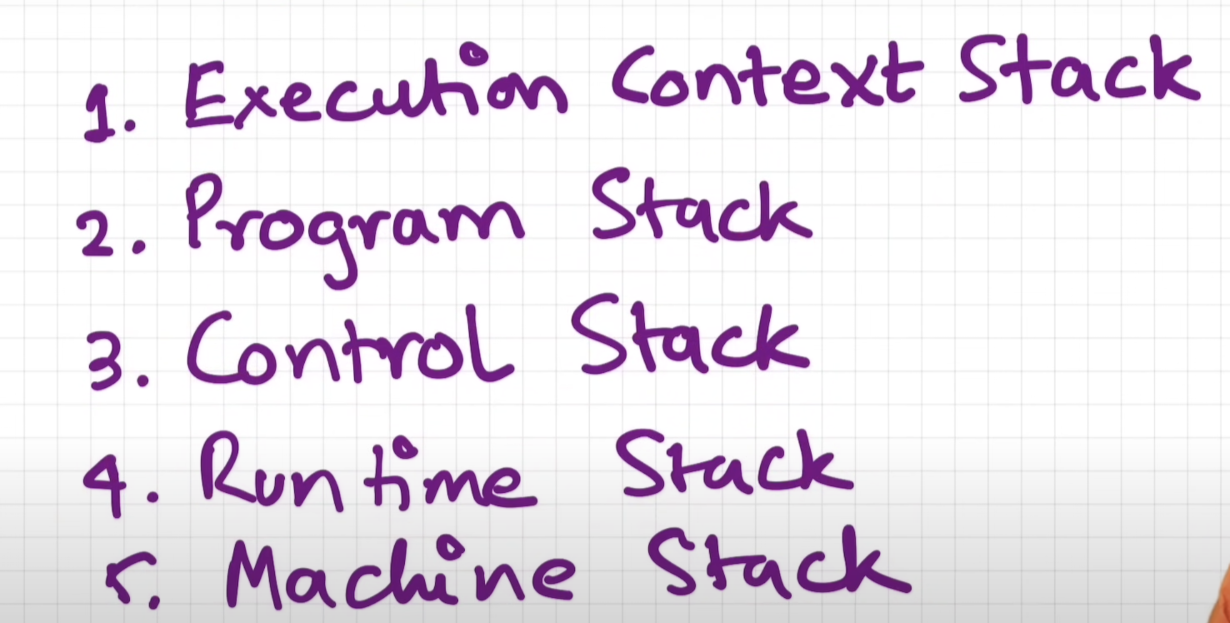 1. Execution Context Stack
2. Program Stack
3. Control Stack
4. Runtime Stack
5. Machine Stack